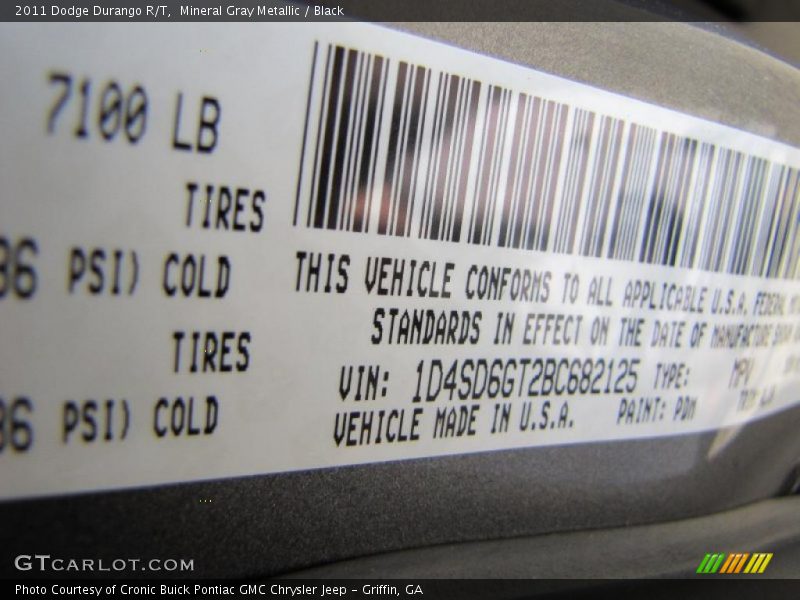 2011 Dodge Durango R/T, Mineral Gray Metallic / Black
7100 LB
TIRES
36 PSI) COLD
TIRES
36 PSI) COLD
THIS VEHICLE CONFORMS TO ALL APPLICABLE U.S.A. FEDERAL
STANDARDS IN EFFECT ON THE DATE OF MANUFACTURE SHOWN
VIN: 1D4SD6GT2BC682125 TYPE: MPV
VEHICLE MADE IN U.S.A. PAINT: PDM
GTCARLOT.COM
Photo Courtesy of Cronic Buick Pontiac GMC Chrysler Jeep - Griffin, GA